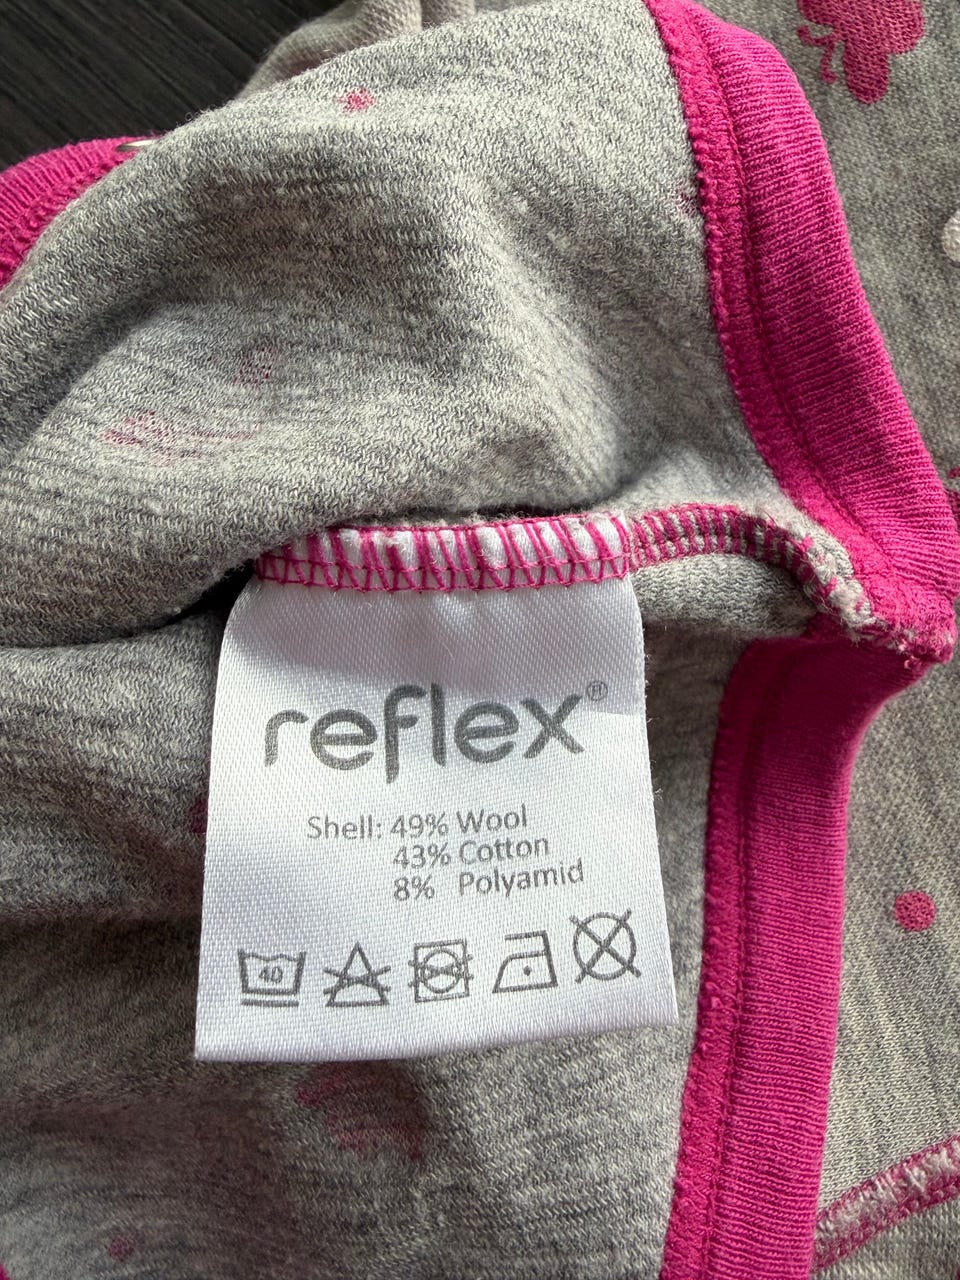 reflex®
Shell: 49% Wool
43% Cotton
8% Polyamid
40